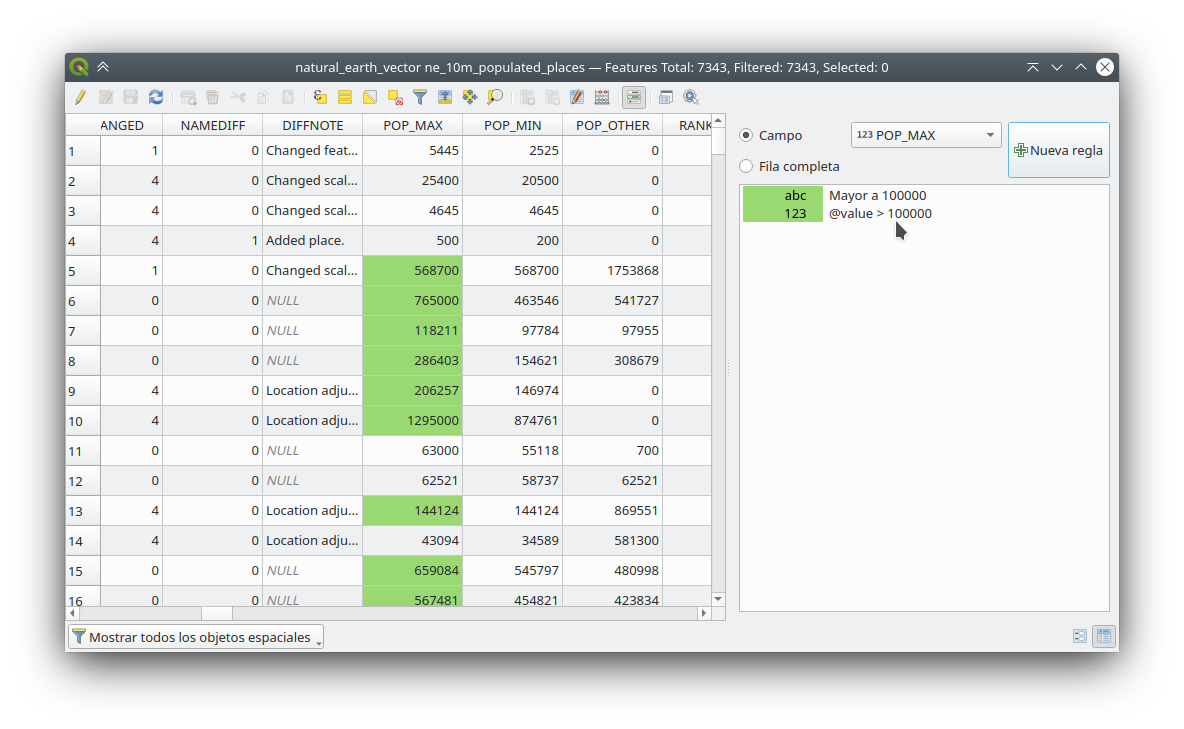 natural_earth_vector ne_10m_populated_places — Features Total: 7343, Filtered: 7343, Selected: 0
ANGED NAMEDIFF DIFFNOTE POP_MAX POP_MIN POP_OTHER RANK
1 1 0 Changed feat... 5445 2525 0
2 4 0 Changed scal... 25400 20500 0
3 4 0 Changed scal... 4645 4645 0
4 4 1 Added place. 500 200 0
5 1 0 Changed scal... 568700 568700 1753868
6 0 0 NULL 765000 463546 541727
7 0 0 NULL 118211 97784 97955
8 0 0 NULL 286403 154621 308679
9 4 0 Location adju... 206257 146974 0
10 4 0 Location adju... 1295000 874761 0
11 0 0 NULL 63000 55118 700
12 0 0 NULL 62521 58737 62521
13 4 0 Location adju... 144124 144124 869551
14 4 0 Location adju... 43094 34589 581300
15 0 0 NULL 659084 545797 480998
16 0 0 NULL 567481 454821 423834
Campo 123 POP_MAX Nueva regla
Fila completa
abc Mayor a 100000
123 @value > 100000
Mostrar todos los objetos espaciales